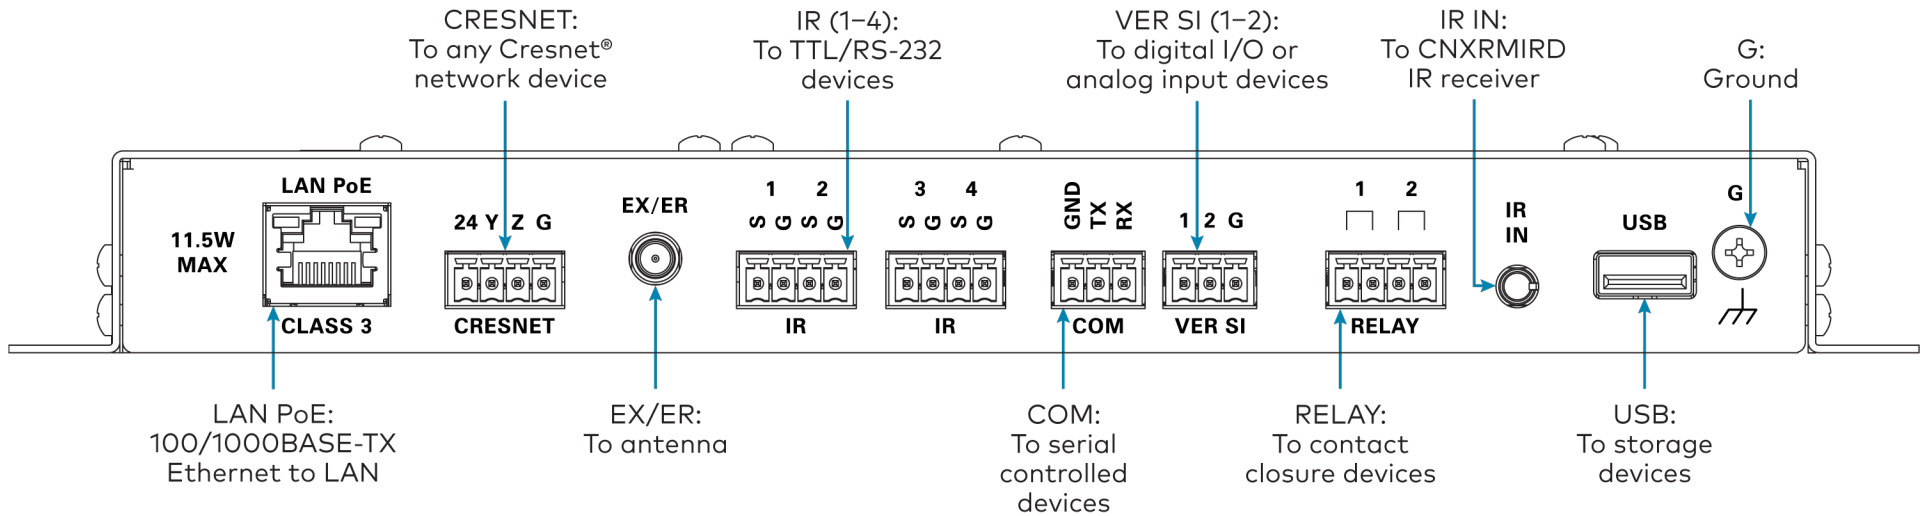 CRESNET:
To any Cresnet®
network device
IR (1–4):
To TTL/RS-232
devices
VER SI (1–2):
To digital I/O or
analog input devices
IR IN:
To CNXRMIRD
IR receiver
G:
Ground
11.5W
MAX
LAN PoE
CLASS 3
24 Y Z G
CRESNET
EX/ER
1 2
S G S G
IR
3 4
S G S G
IR
GND TX RX
COM
1 2 G
VER SI
1 2
RELAY
IR
IN
USB
G
LAN PoE:
100/1000BASE-TX
Ethernet to LAN
EX/ER:
To antenna
COM:
To serial
controlled
devices
RELAY:
To contact
closure devices
USB:
To storage
devices